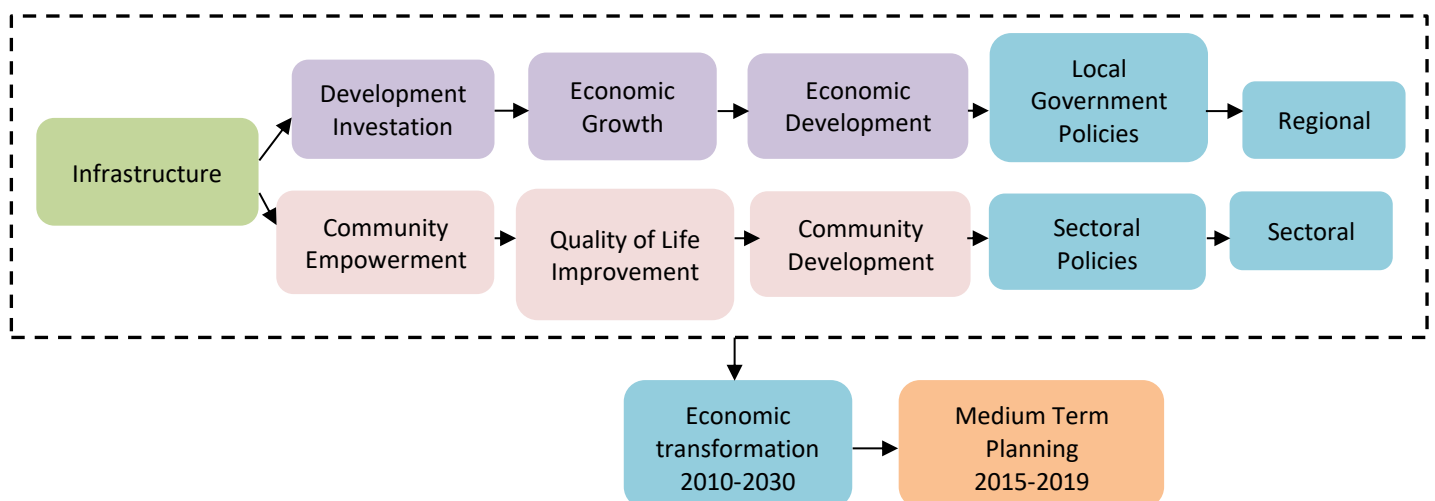 Infrastructure
Development
Investation
Economic
Growth
Economic
Development
Local
Government
Policies
Regional
Community
Empowerment
Quality of Life
Improvement
Community
Development
Sectoral
Policies
Sectoral
Economic
transformation
2010-2030
Medium Term
Planning
2015-2019